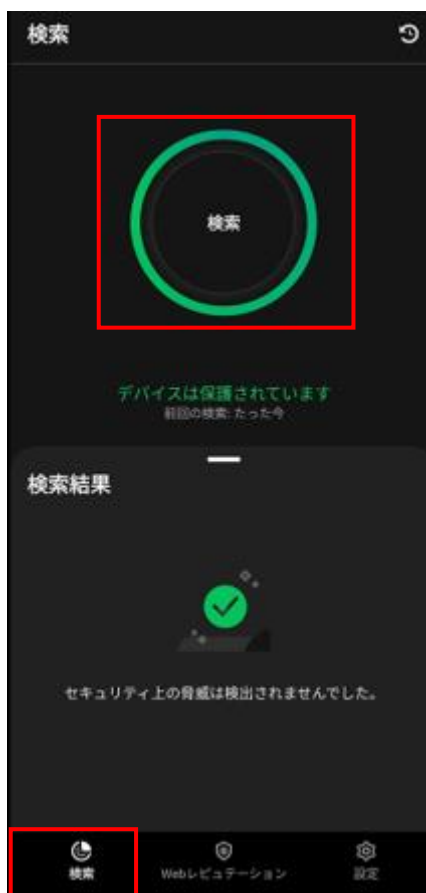 検索
検索
デバイスは保護されています
前回の検索: たった今
検索結果
セキュリティ上の脅威は検出されませんでした。
検索
Webレピュテーション
設定